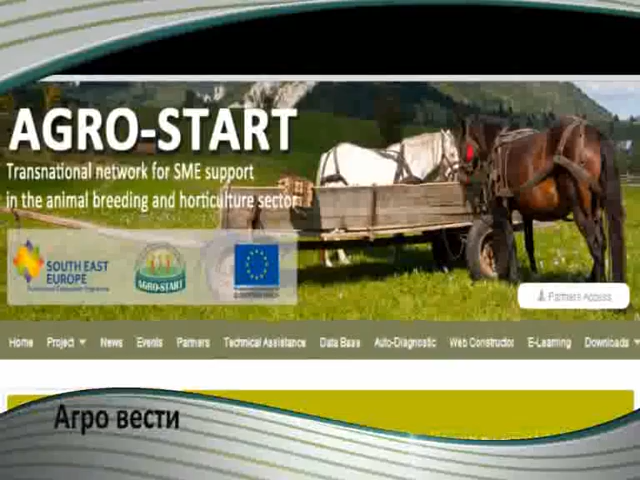 AGRO-START
Transnational network for SME support
in the animal breeding and horticulture sector
SOUTH EAST
EUROPE
AGRO-START
Partners Access
Home Project News Events Partners Technical Assistance Data Base Auto-Diagnostic Web Constructor E-Learning Downloads
Агро вести